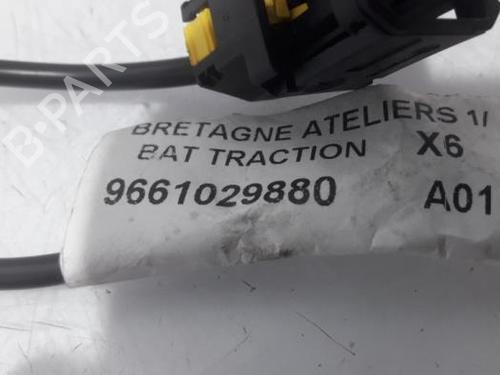 B-PARTS
BRETAGNE ATELIERS 1/
BAT TRACTION X6
9661029880 A01